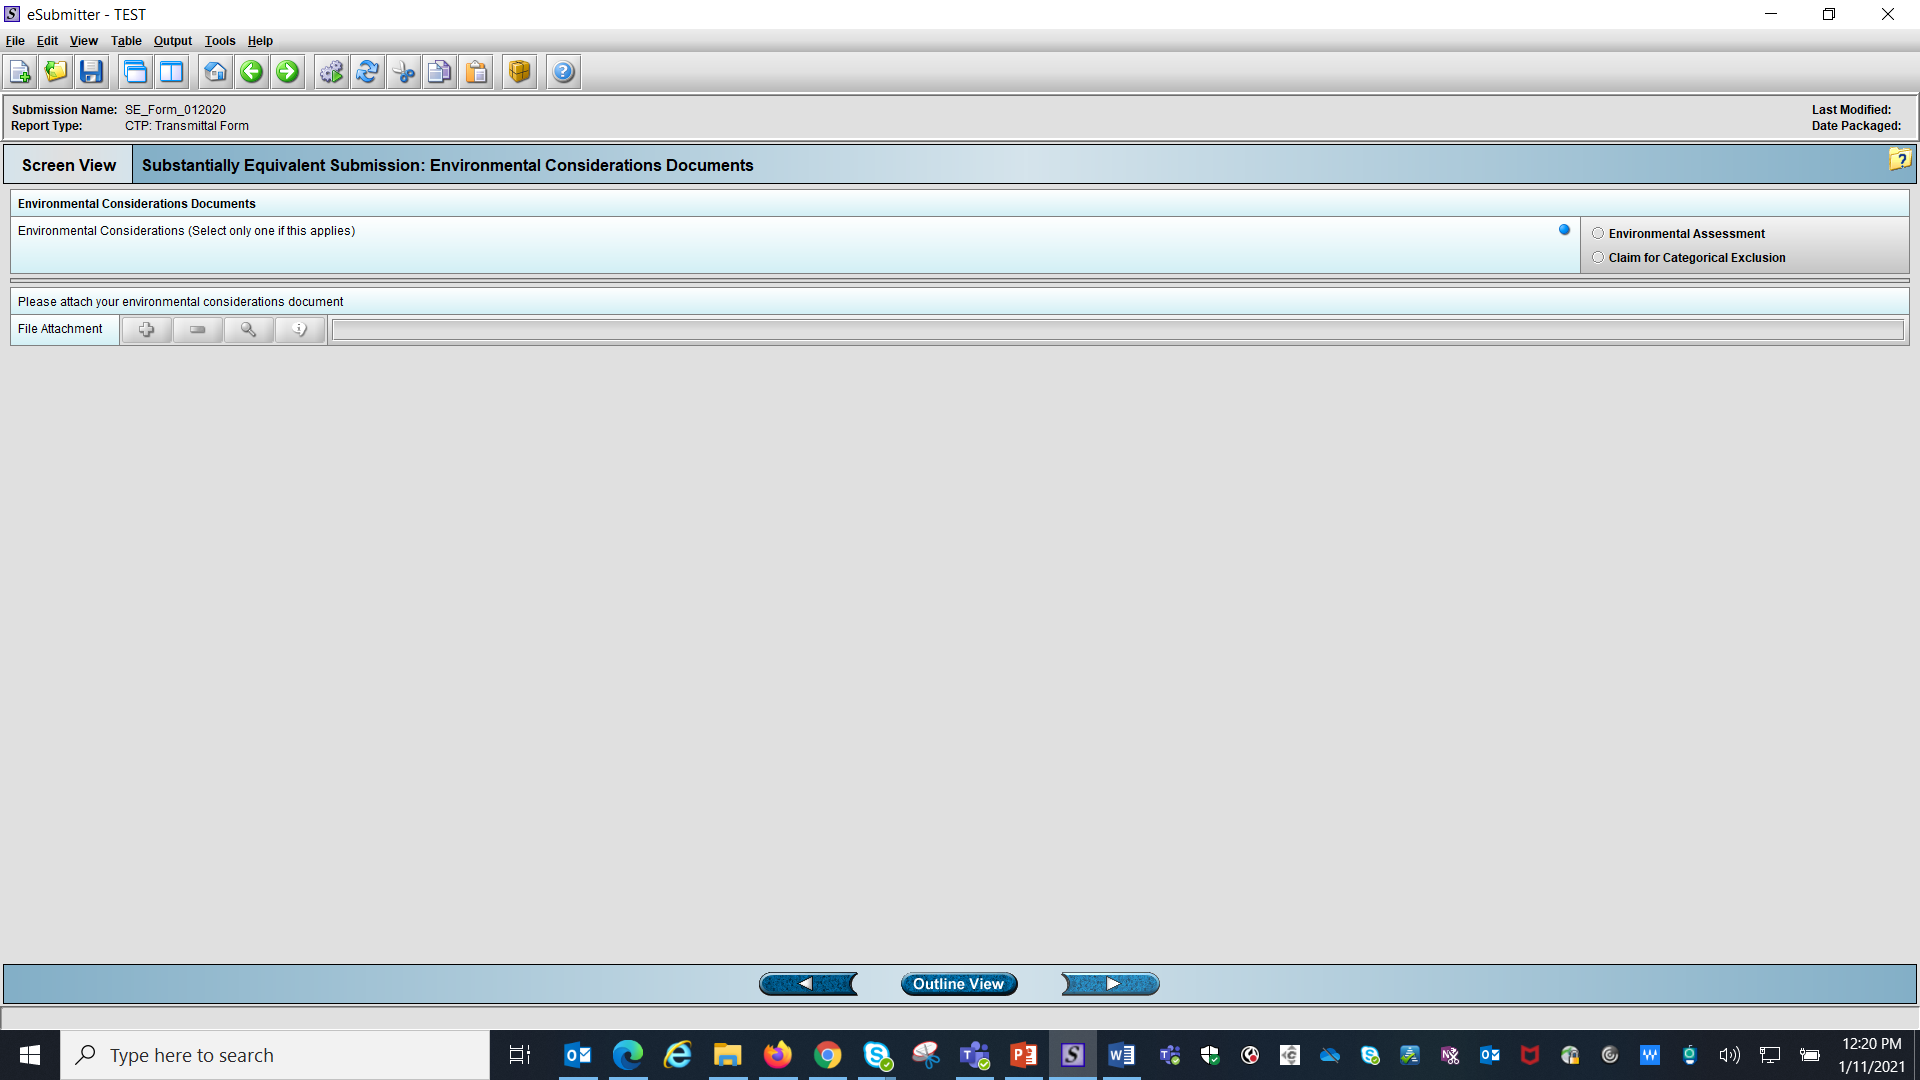 eSubmitter - TEST
File Edit View Table Output Tools Help
Submission Name: SE_Form_012020
Last Modified:
Report Type: CTP: Transmittal Form
Date Packaged:
Screen View
Substantially Equivalent Submission: Environmental Considerations Documents
Environmental Considerations Documents
Environmental Considerations (Select only one if this applies)
Environmental Assessment
Claim for Categorical Exclusion
Please attach your environmental considerations document
File Attachment
Outline View
Type here to search
12:20 PM
1/11/2021